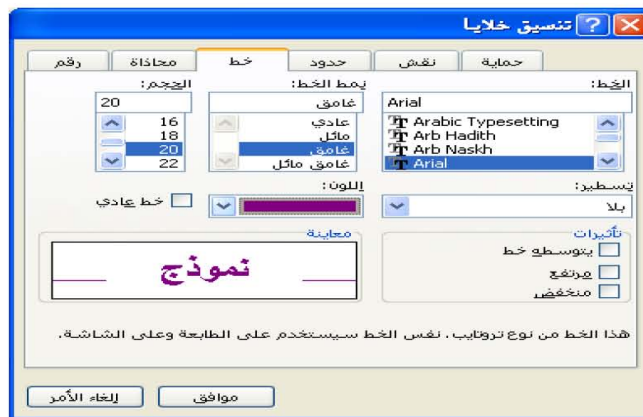 تنسيق خلايا
رقم محاذاة خط حدود نقش حماية
الخط: نمط الخط: الحجم:
Arial غامق 20
Arabic Typesetting عادي 16
Arb Hadith مائل 18
Arb Naskh غامق 20
Arial غامق مائل 22
تسطير: اللون:
بلا خط عادي
تأثيرات معاينة
يتوسطه خط
مرتفع
منخفض
نموذج
هذا الخط من نوع تروتايب. نفس الخط سيستخدم على الطابعة وعلى الشاشة.
موافق إلغاء الأمر